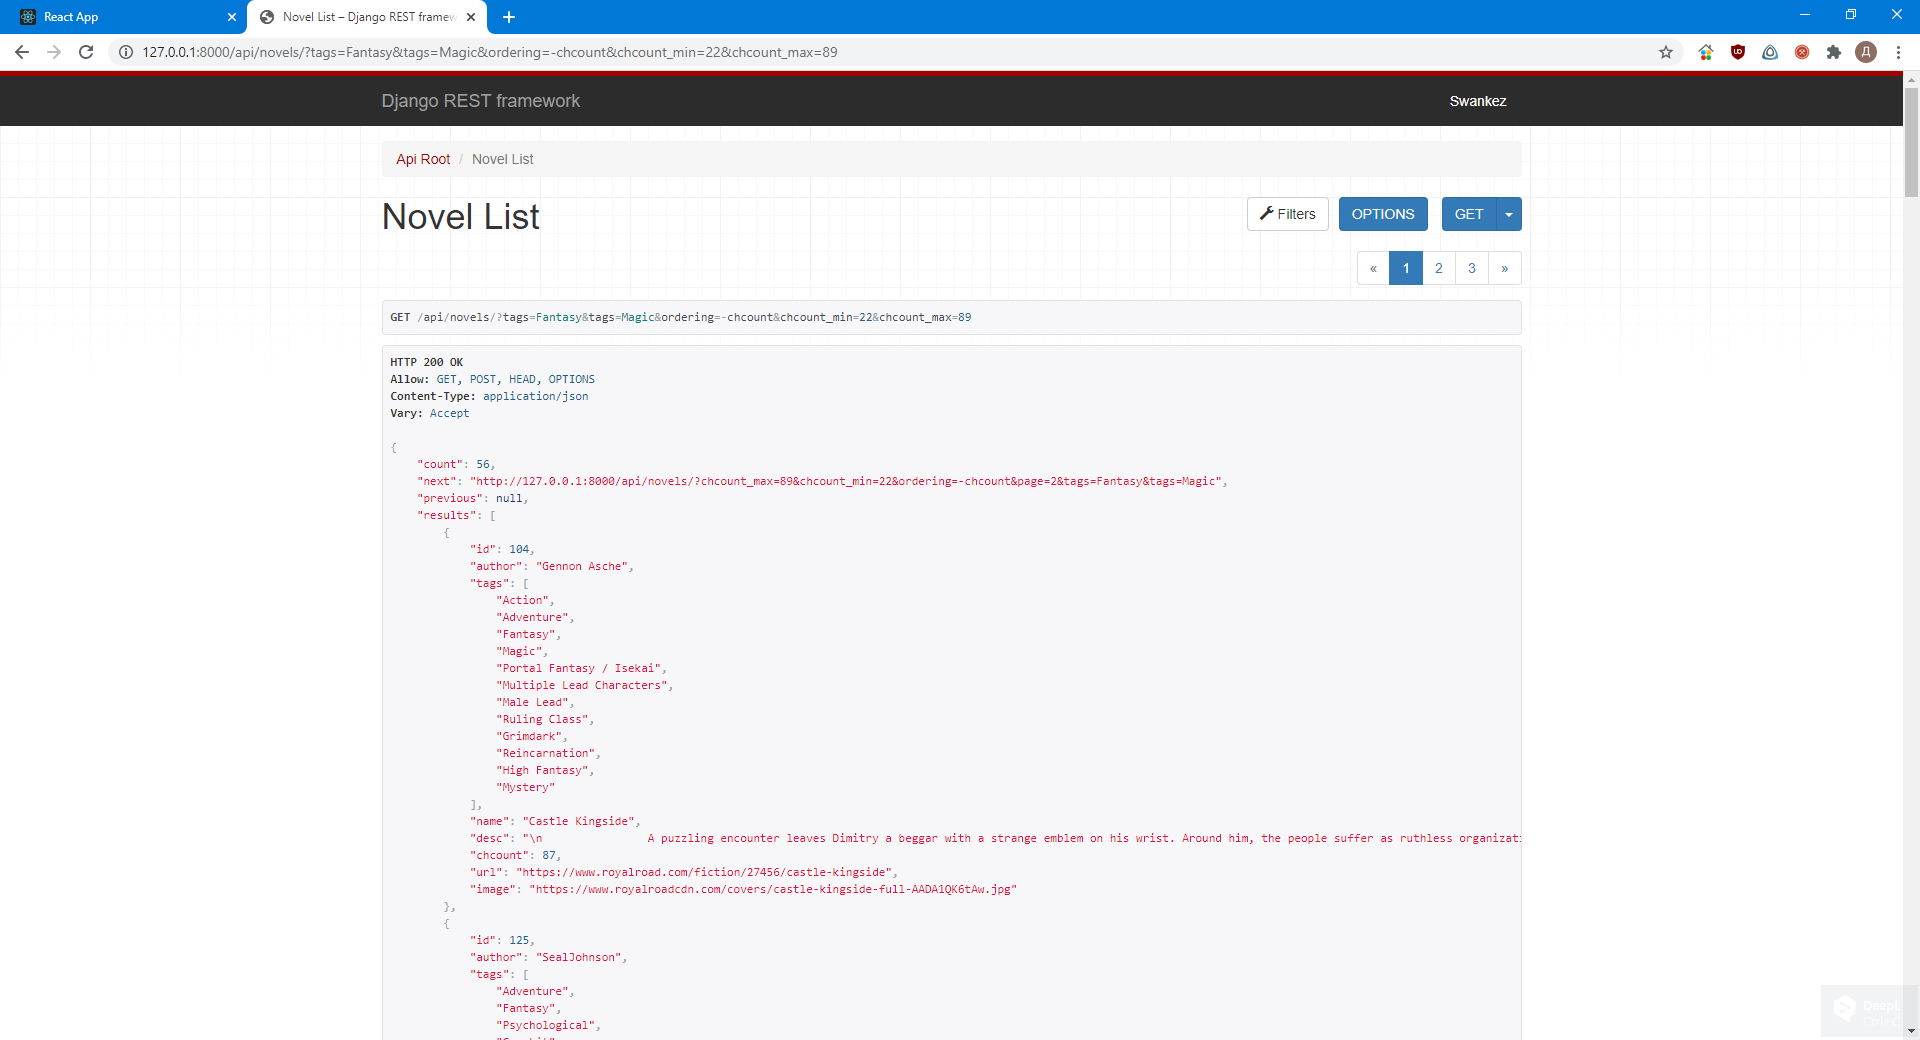 React App
Novel List – Django REST framew
127.0.0.1:8000/api/novels/?tags=Fantasy&tags=Magic&ordering=-chcount&chcount_min=22&chcount_max=89
Д
Django REST framework
Swankez
Api Root / Novel List
Novel List
Filters
OPTIONS
GET
« 1 2 3 »
GET /api/novels/?tags=Fantasy&tags=Magic&ordering=-chcount&chcount_min=22&chcount_max=89
HTTP 200 OK
Allow: GET, POST, HEAD, OPTIONS
Content-Type: application/json
Vary: Accept
{
"count": 56,
"next": "http://127.0.0.1:8000/api/novels/?chcount_max=89&chcount_min=22&ordering=-chcount&page=2&tags=Fantasy&tags=Magic",
"previous": null,
"results": [
{
"id": 104,
"author": "Gennon Asche",
"tags": [
"Action",
"Adventure",
"Fantasy",
"Magic",
"Portal Fantasy / Isekai",
"Multiple Lead Characters",
"Male Lead",
"Ruling Class",
"Grimdark",
"Reincarnation",
"High Fantasy",
"Mystery"
],
"name": "Castle Kingside",
"desc": "\n A puzzling encounter leaves Dimitry a beggar with a strange emblem on his wrist. Around him, the people suffer as ruthless organizati
"chcount": 87,
"url": "https://www.royalroad.com/fiction/27456/castle-kingside",
"image": "https://www.royalroadcdn.com/covers/castle-kingside-full-AADA1QK6tAw.jpg"
},
{
"id": 125,
"author": "SealJohnson",
"tags": [
"Adventure",
"Fantasy",
"Psychological",
DeepL